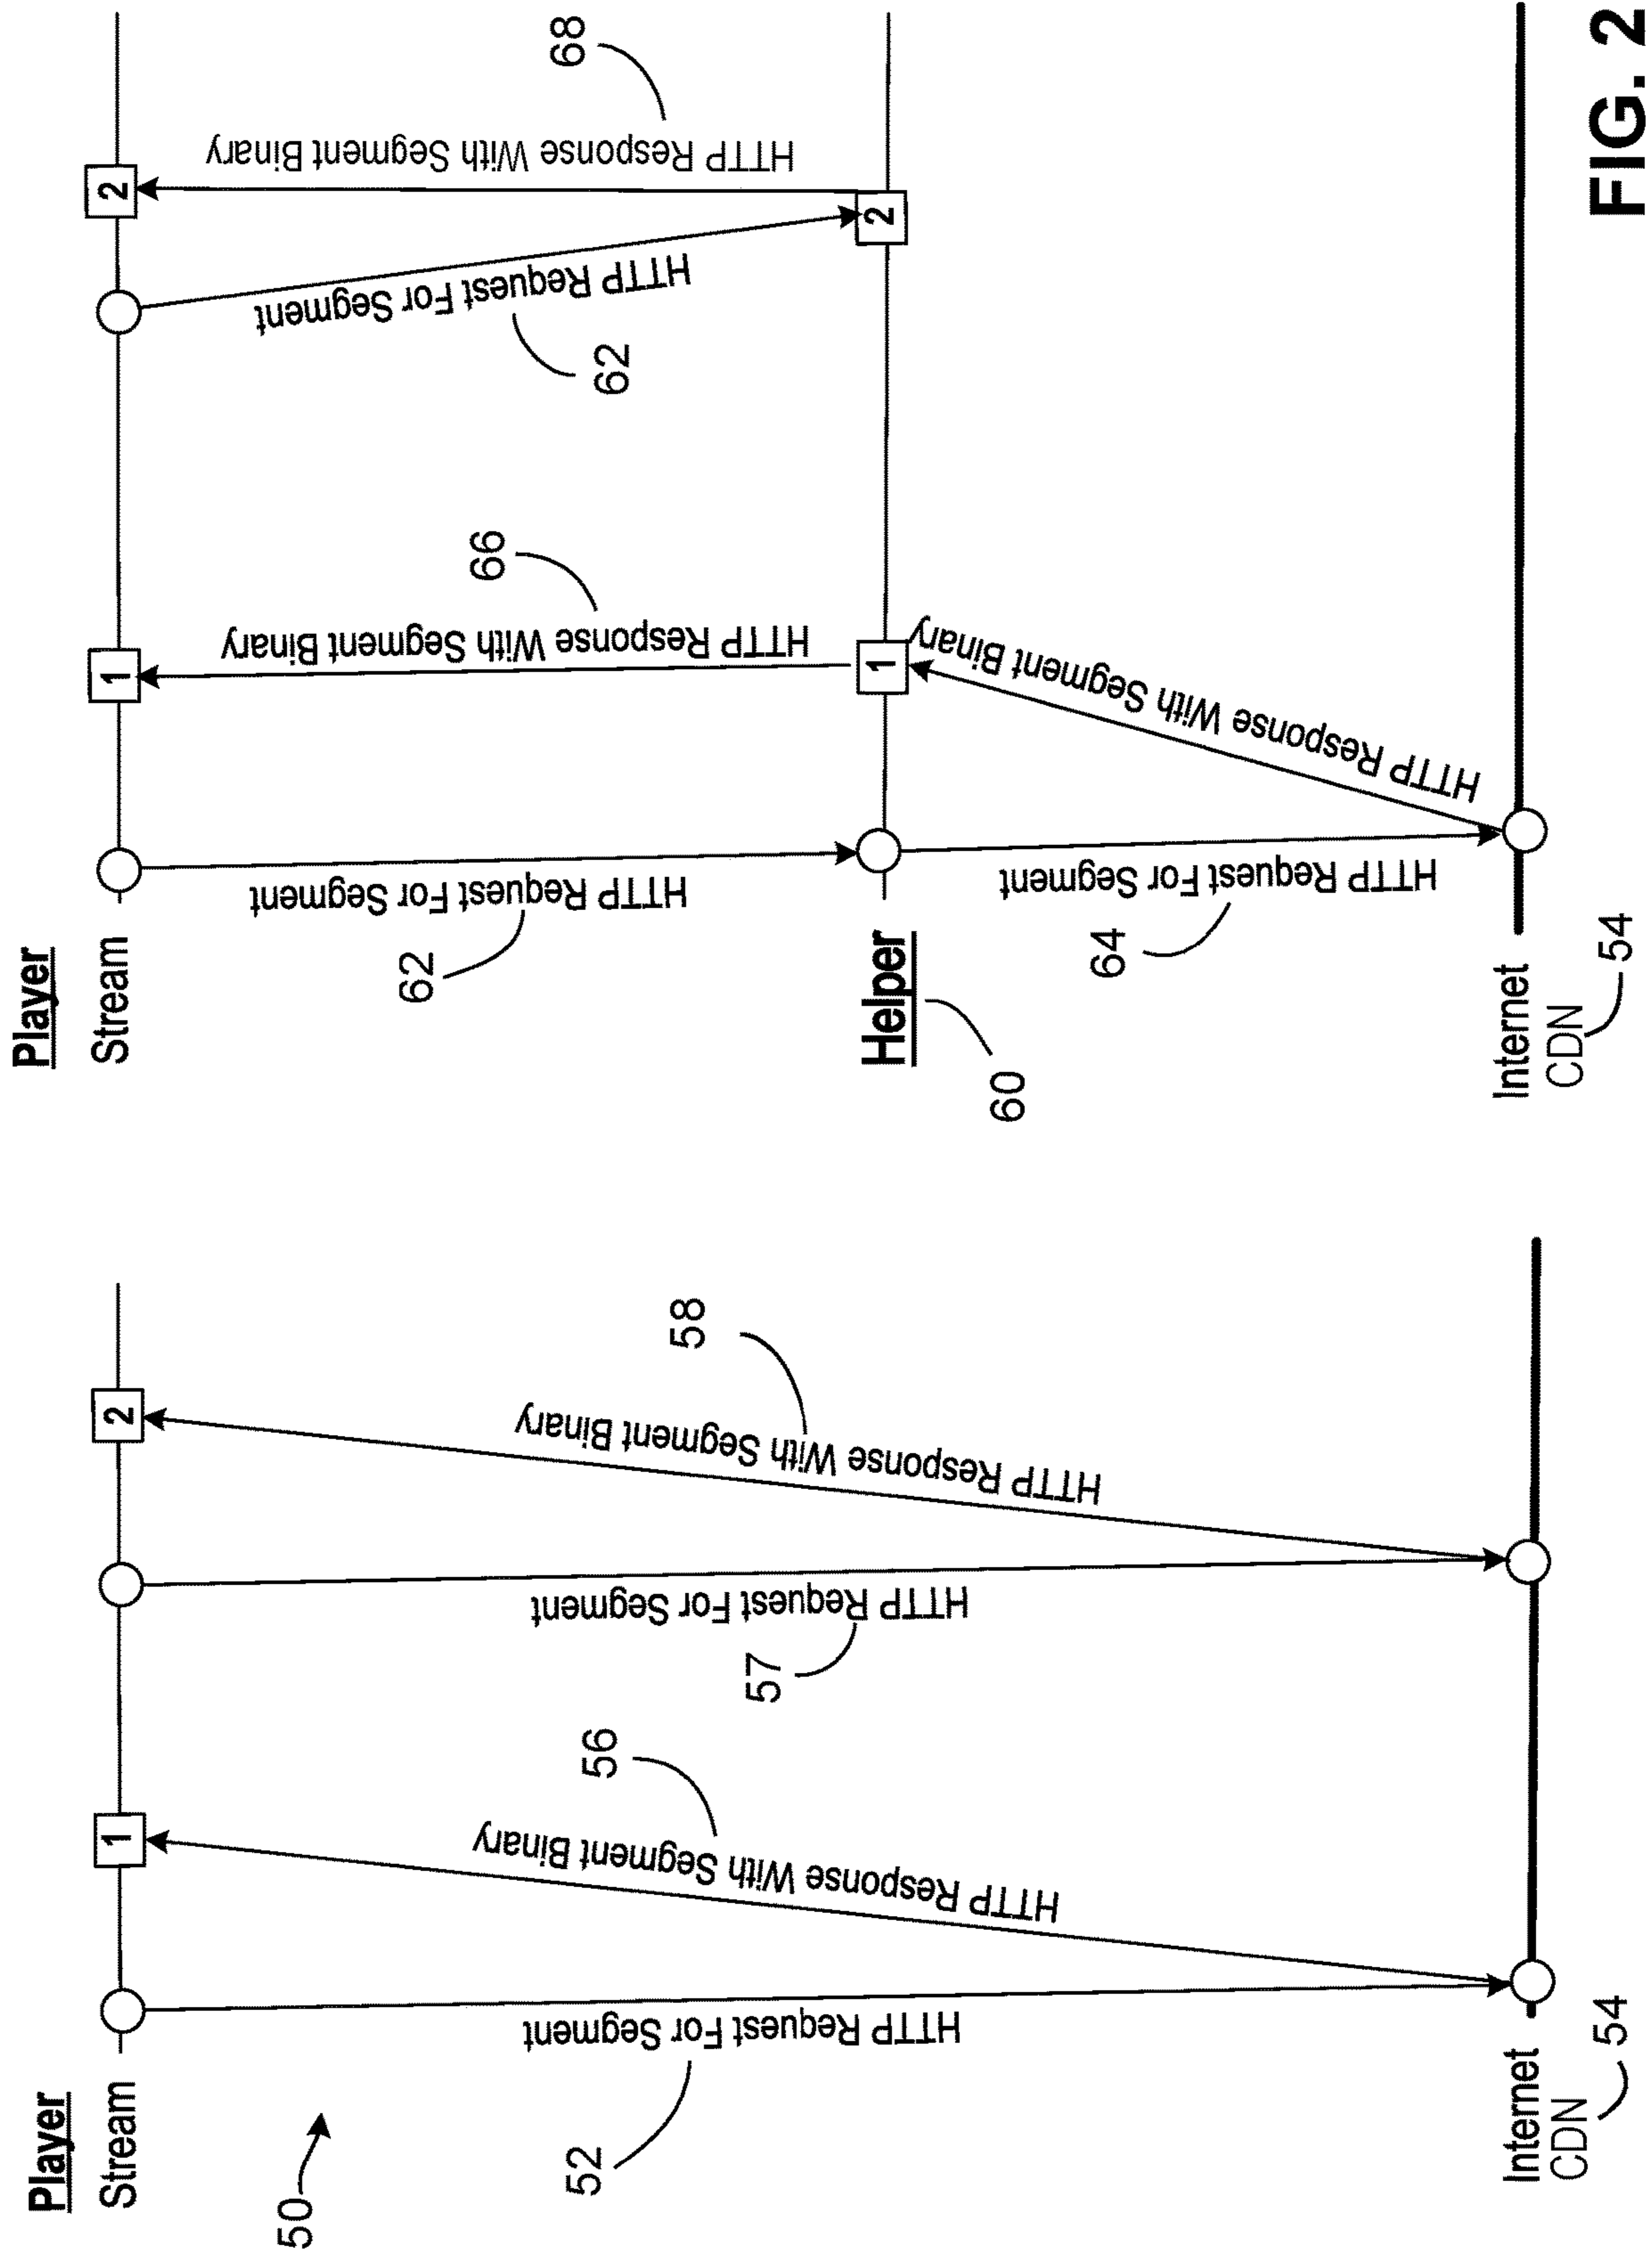 Player
Stream
50
52
HTTP Request For Segment
1
HTTP Response With Segment Binary
56
57
HTTP Request For Segment
2
HTTP Response With Segment Binary
58
Internet
CDN
54
Player
Stream
62
HTTP Request For Segment
1
HTTP Response With Segment Binary
66
62
HTTP Request For Segment
2
HTTP Response With Segment Binary
68
Helper
60
1
2
64
HTTP Request For Segment
HTTP Response With Segment Binary
Internet
CDN
54
FIG. 2